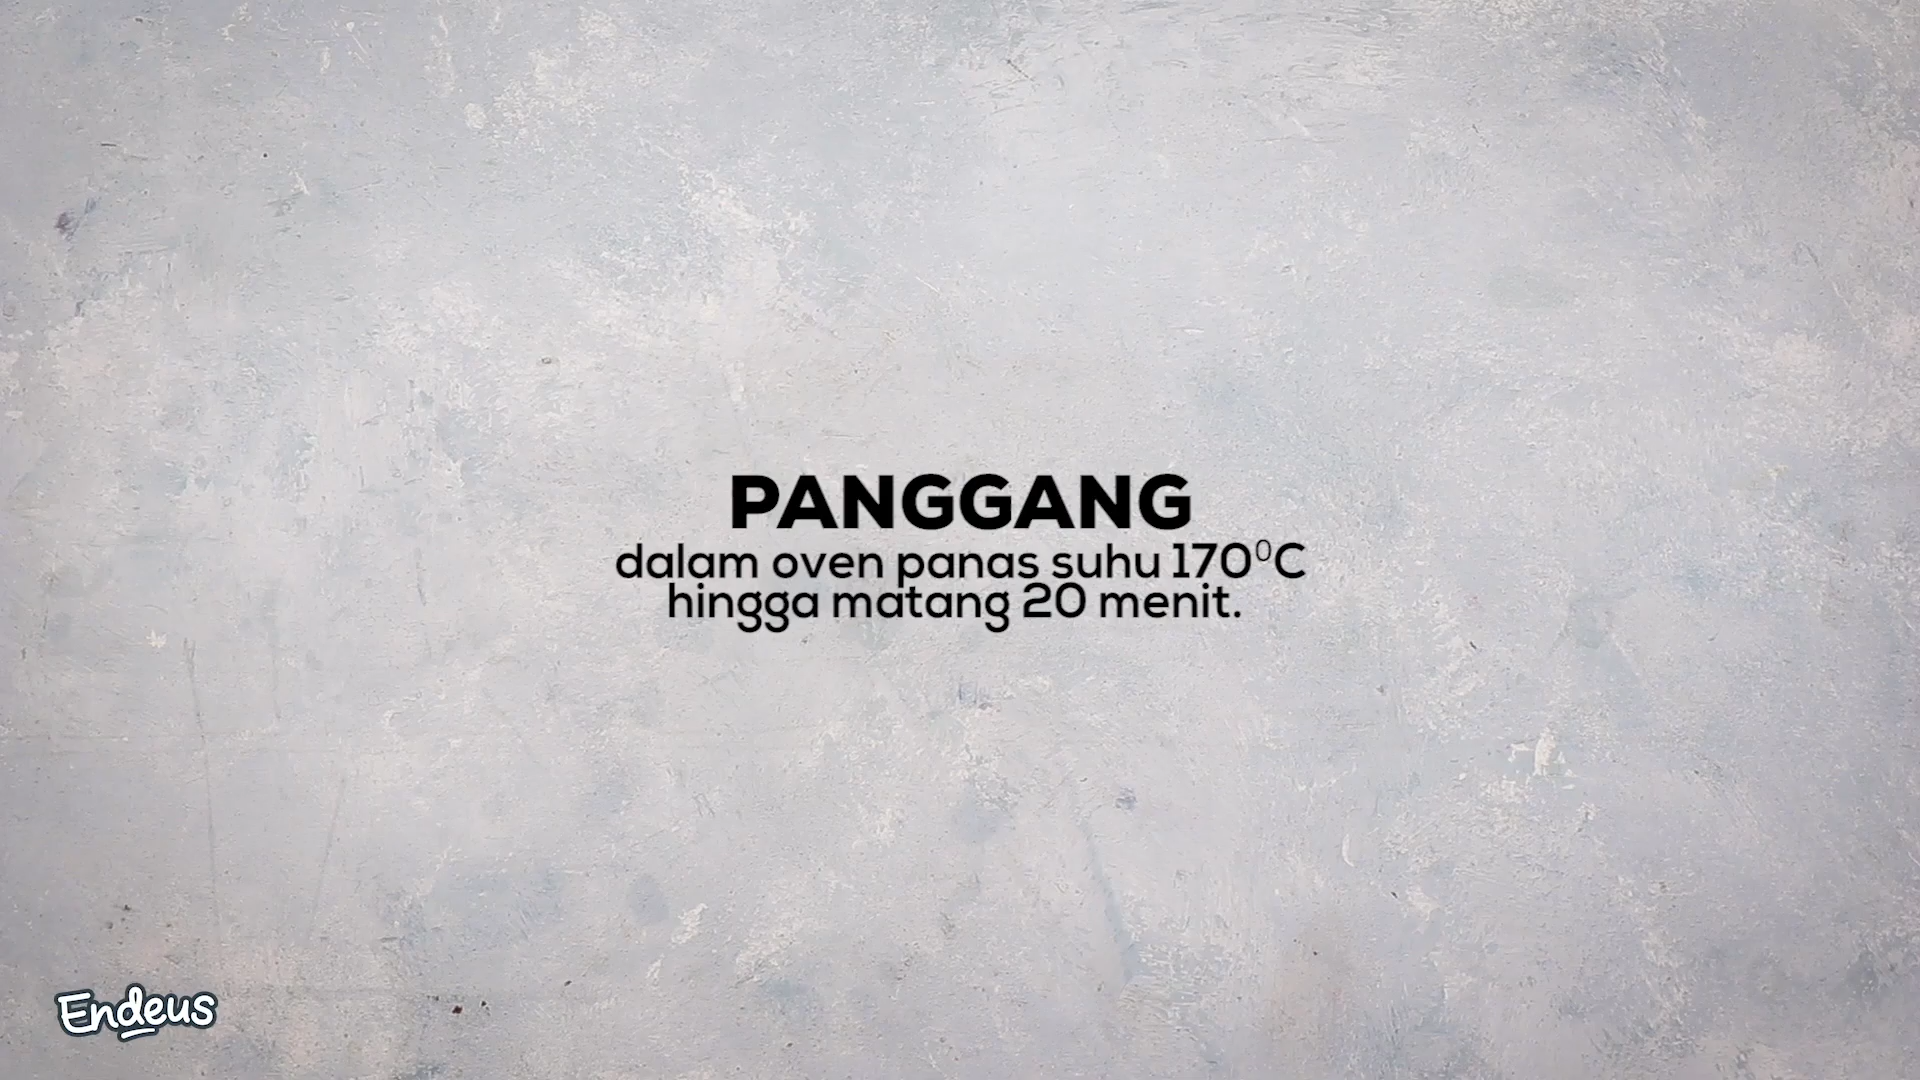 PANGGANG
dalam oven panas suhu 170⁰C
hingga matang 20 menit.
Endeus